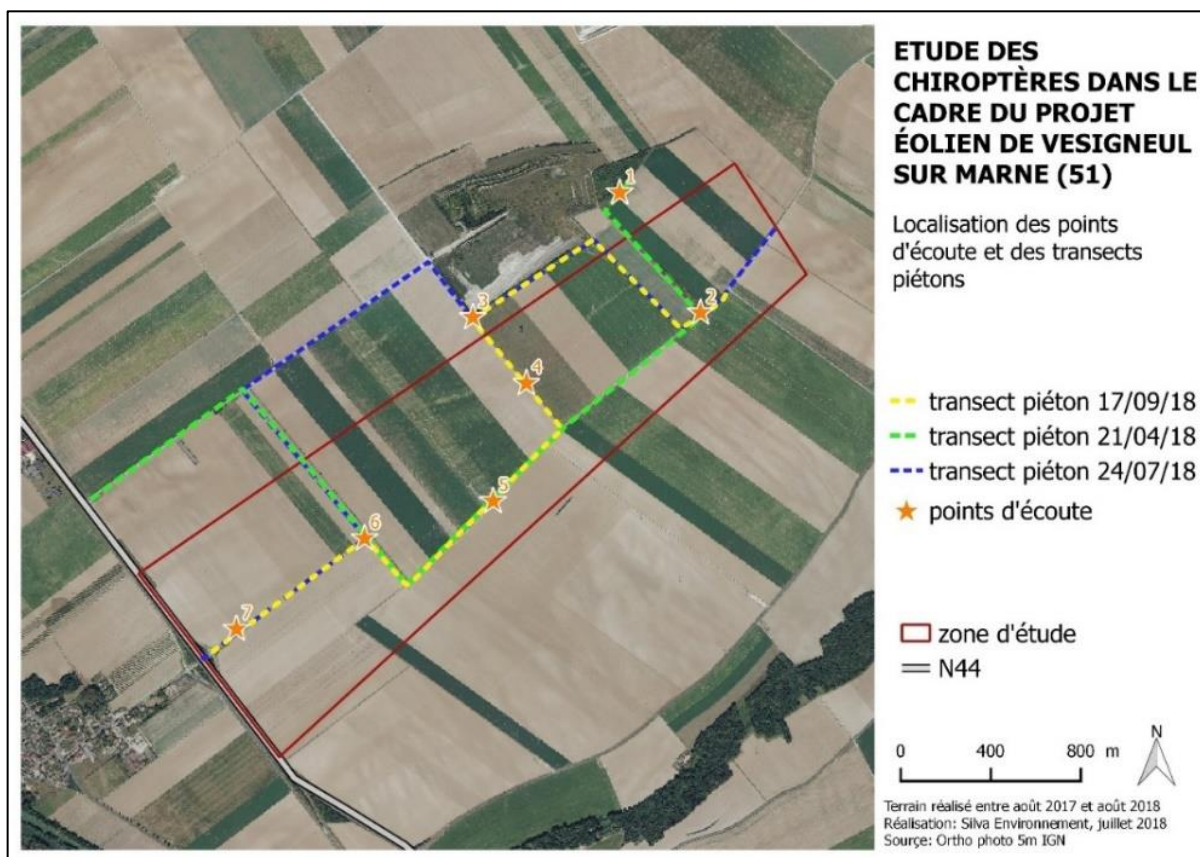 ETUDE DES
CHIROPTÈRES DANS LE
CADRE DU PROJET
ÉOLIEN DE VESIGNEUL
SUR MARNE (51)
Localisation des points
d'écoute et des transects
piétons
transect piéton 17/09/18
transect piéton 21/04/18
transect piéton 24/07/18
points d'écoute
zone d'étude
N44
0 400 800 m
N
Terrain réalisé entre août 2017 et août 2018
Réalisation: Silva Environnement, juillet 2018
Source: Ortho photo 5m IGN
1
2
3
4
5
6
7